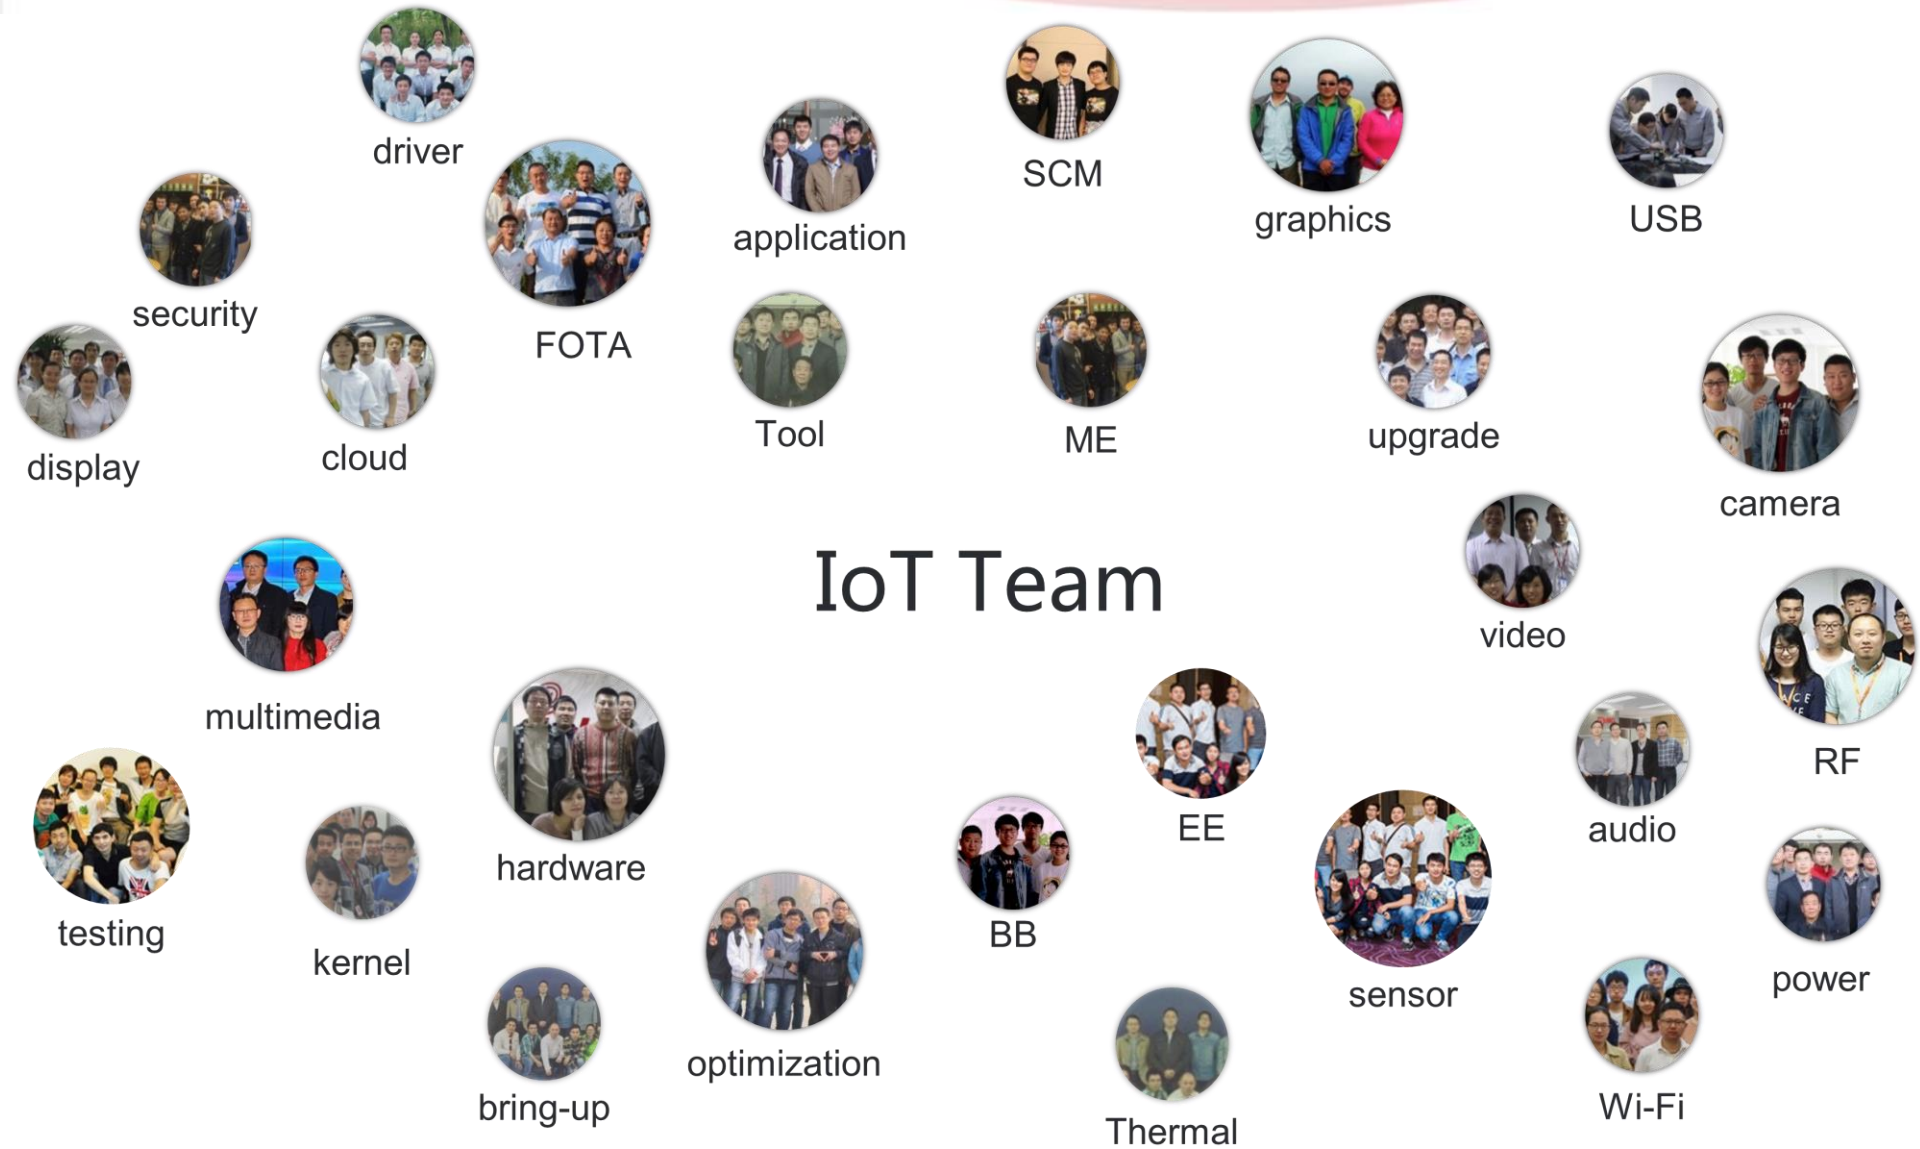 driver
SCM
graphics
USB
application
security
FOTA
Tool
ME
upgrade
display
cloud
camera
IoT Team
video
multimedia
RF
EE
audio
hardware
testing
BB
kernel
power
sensor
optimization
bring-up
Wi-Fi
Thermal